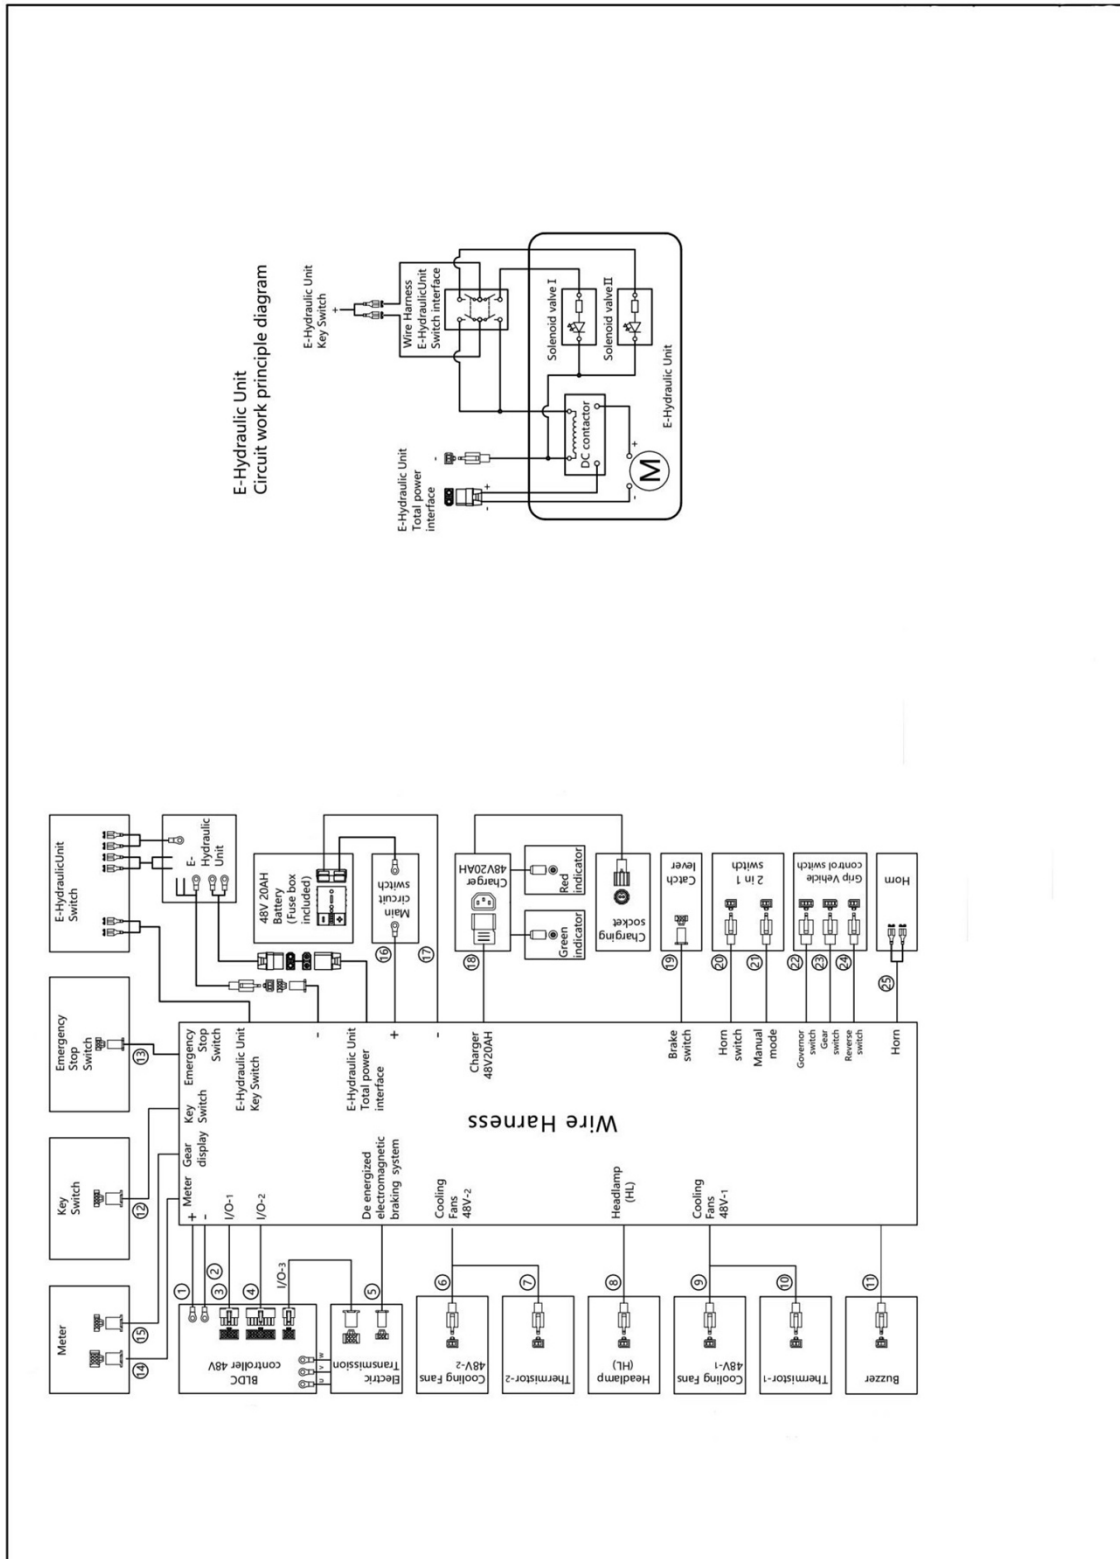 E-Hydraulic Unit
Circuit work principle diagram
E-Hydraulic Unit
Key Switch
+
Wire Harness
E-HydraulicUnit
Switch interface
E-Hydraulic Unit
Total power
interface
-
-
+
Solenoid valve I
Solenoid valve II
DC contactor
+
-
M
E-Hydraulic Unit
Meter
14
15
Key
Switch
12
Emergency
Stop
Switch
13
E-HydraulicUnit
Switch
E-
Hydraulic
Unit
48V 20AH
Battery
(Fuse box
included)
Main
circuit
switch
16
17
Charger
48V20AH
18
Red
indicator
Green
indicator
Charging
socket
Catch
lever
19
2 in 1
switch
20
21
Grip Vehicle
control switch
22
23
24
Horn
25
Wire Harness
Meter
+
-
Gear
display
Key
Switch
Emergency
Stop
Switch
E-Hydraulic Unit
Key Switch
-
E-Hydraulic Unit
Total power
interface
+
-
Charger
48V20AH
Brake
switch
Horn
switch
Manual
mode
Governor
switch
Gear
switch
Reverse
switch
Horn
I/O-1
I/O-2
De energized
electromagnetic
braking system
Cooling
Fans
48V-2
Headlamp
(HL)
Cooling
Fans
48V-1
1
2
3
4
I/O-3
5
6
7
8
9
10
11
BLDC
controller 48V
U
V
W
Electric
Transmission
Cooling Fans
48V-2
Thermistor-2
Headlamp
(HL)
Cooling Fans
48V-1
Thermistor-1
Buzzer